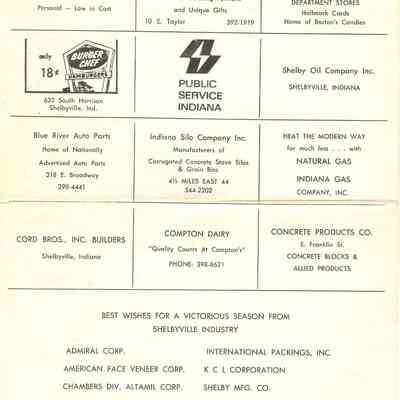 Personal — Low in Cost
and Unique Gifts
10 E. Taylor 392-1919
DEPARTMENT STORES
Hallmark Cards
Home of Barton's Candies
only
18¢
BURGER
CHEF
HAMBURGERS
632 South Harrison
Shelbyville, Ind.
PUBLIC
SERVICE
INDIANA
Shelby Oil Company Inc.
SHELBYVILLE, INDIANA
Blue River Auto Parts
Home of Nationally
Advertised Auto Parts
318 E. Broadway
398-4441
Indiana Silo Company Inc.
Manufacturers of
Corrugated Concrete Stave Silos
& Grain Bins
4½ MILES EAST 44
544-2202
HEAT THE MODERN WAY
for much less . . . with
NATURAL GAS
INDIANA GAS
COMPANY, INC.
CORD BROS., INC. BUILDERS
Shelbyville, Indiana
COMPTON DAIRY
"Quality Counts At Compton's"
PHONE: 398-8621
CONCRETE PRODUCTS CO.
E. Franklin St.
CONCRETE BLOCKS &
ALLIED PRODUCTS
BEST WISHES FOR A VICTORIOUS SEASON FROM
SHELBYVILLE INDUSTRY
ADMIRAL CORP. INTERNATIONAL PACKINGS, INC.
AMERICAN FACE VENEER CORP. K C L CORPORATION
CHAMBERS DIV. ALTAMIL CORP. SHELBY MFG. CO.